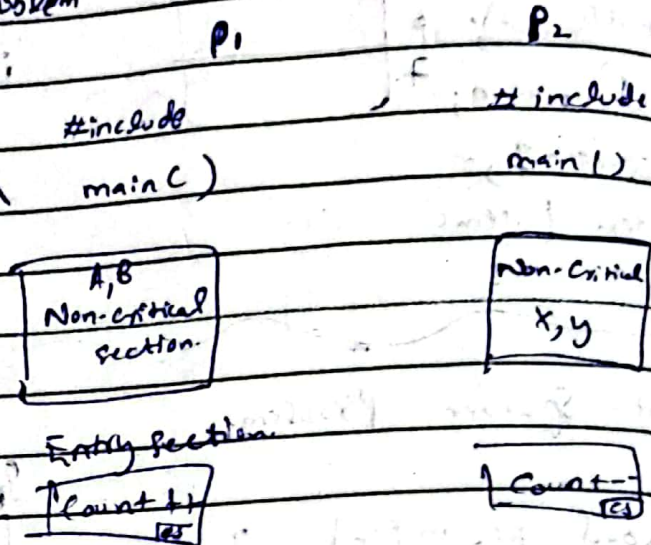 P1 P2
#include # include
main() main()
A,B
Non-critical
section.
Non-Critical
x, y
Entry section.
Count ++
CS
Count--
CS